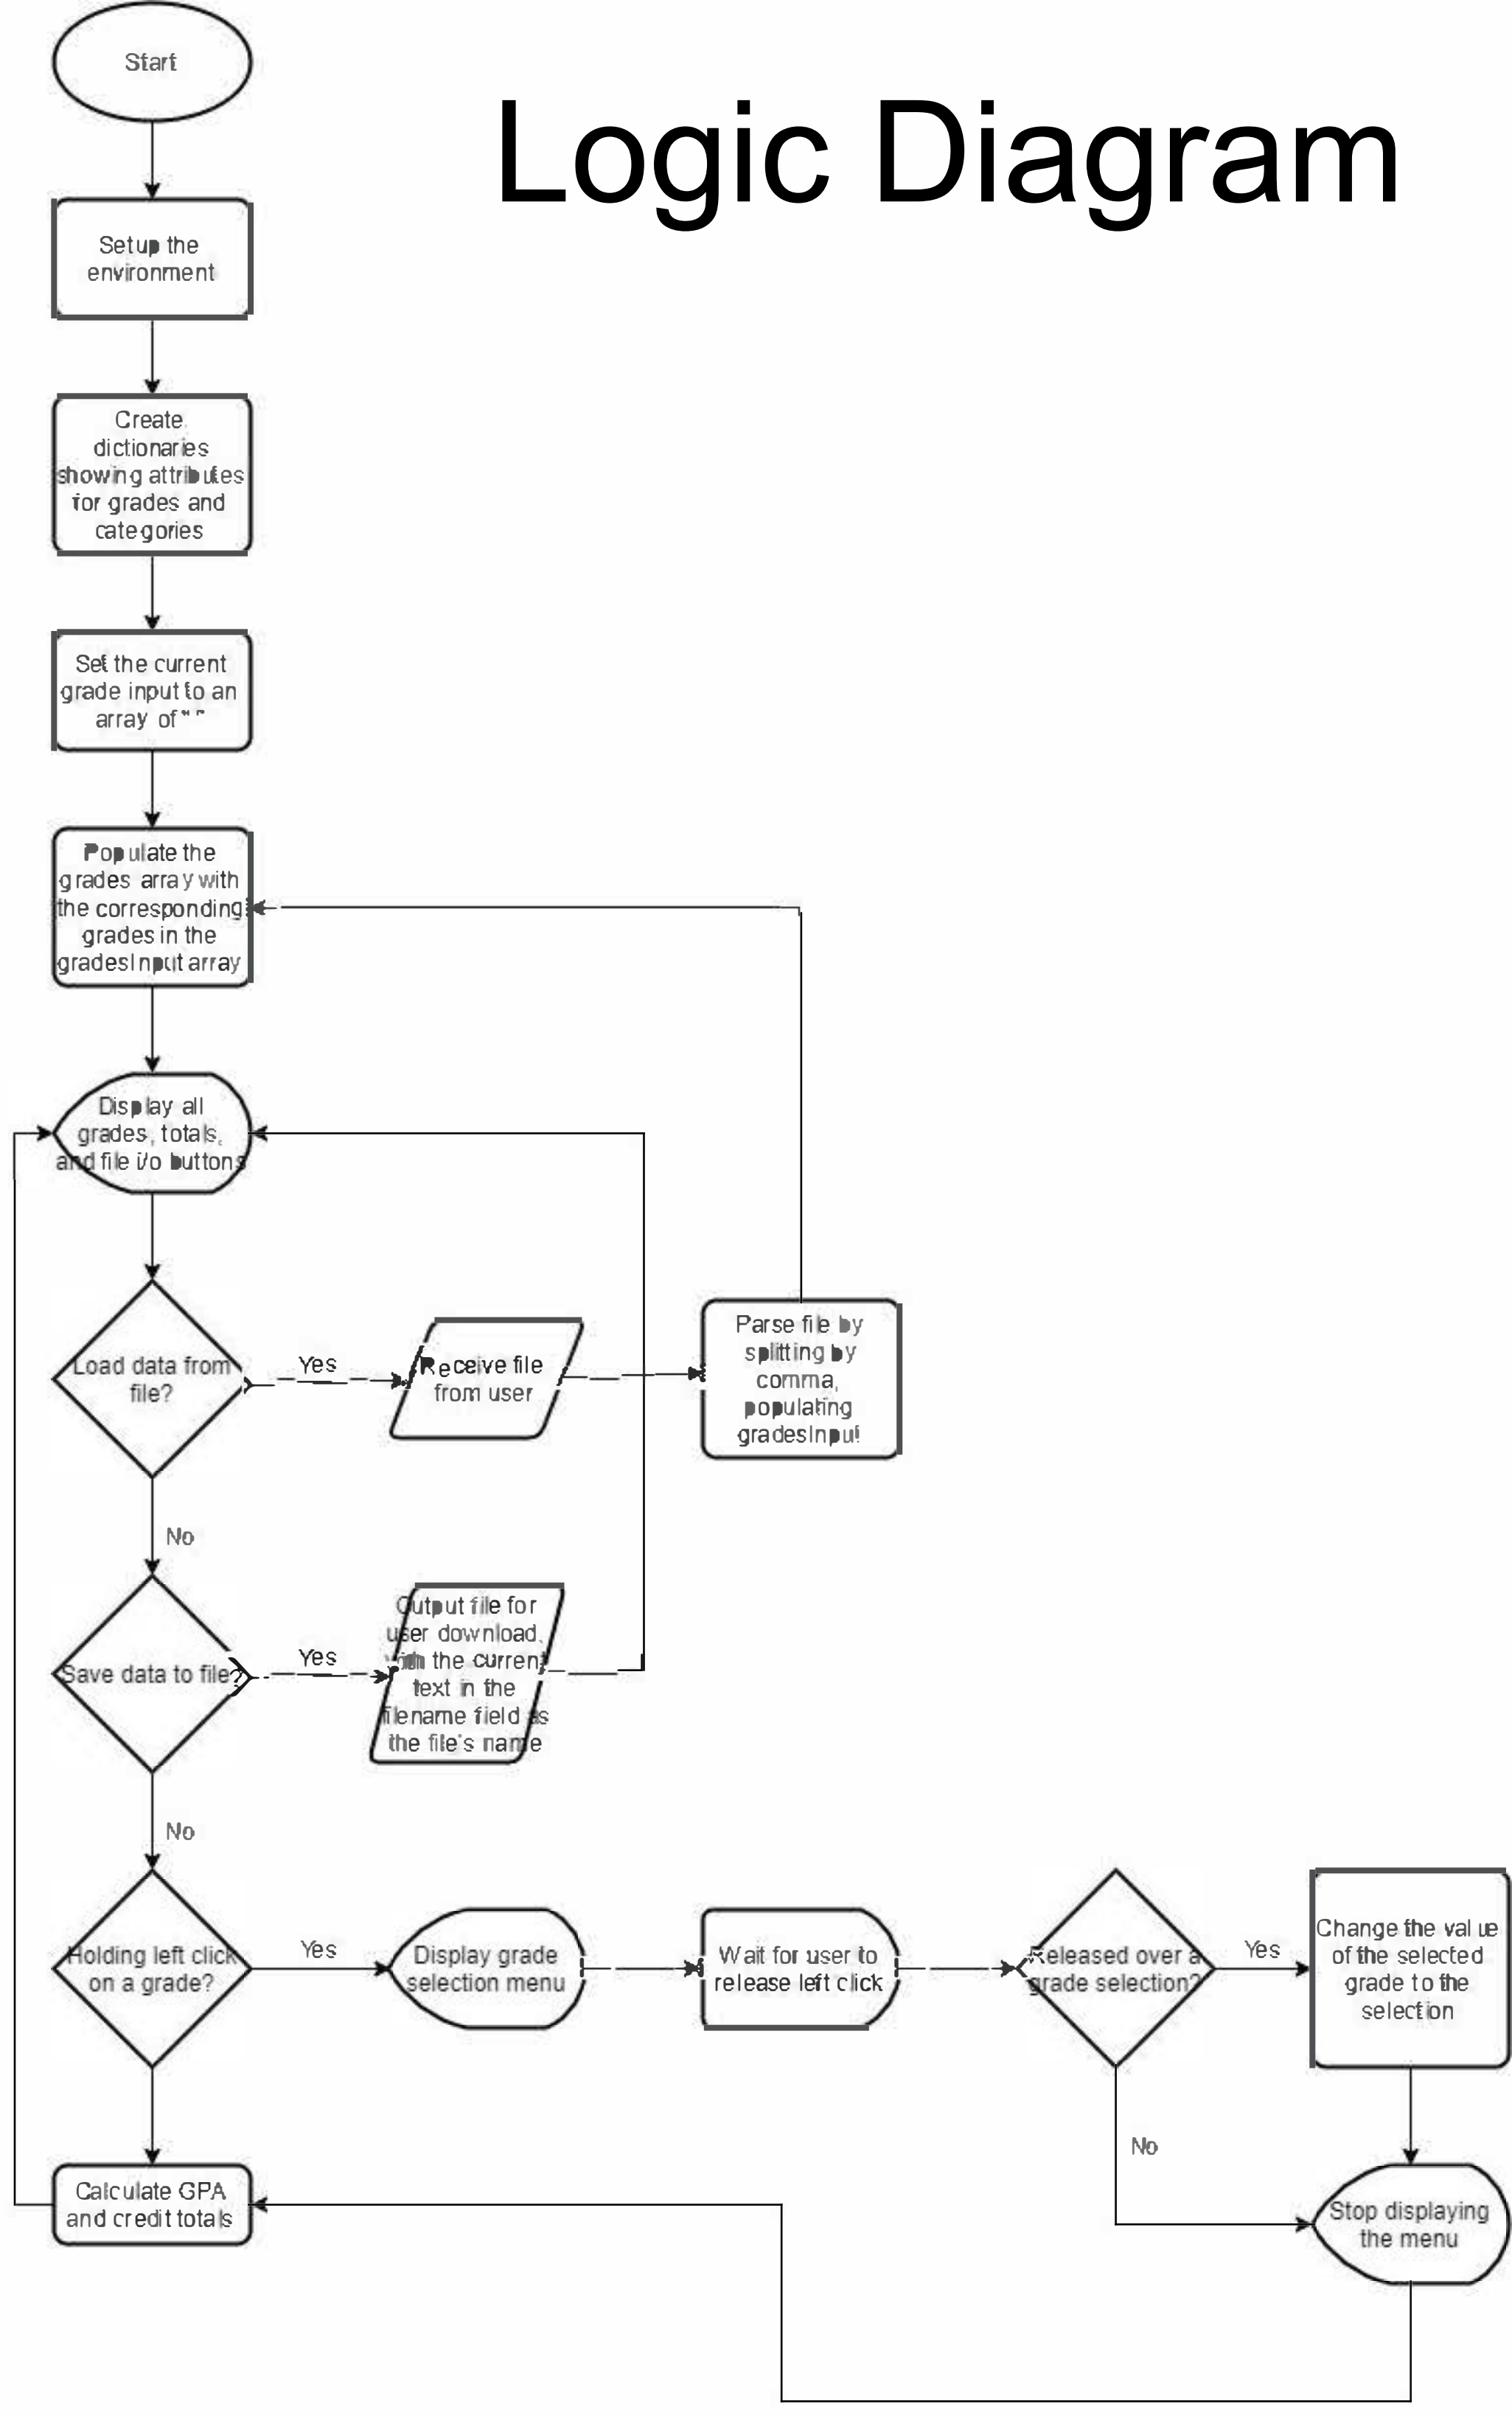 Start
Logic Diagram
Setup the
environment
Create
dictionaries
showing attributes
for grades and
categories
Set the current
grade input to an
array of " "
Populate the
grades array with
the corresponding
grades in the
gradesInput array
Display all
grades, totals,
and file i/o buttons
Load data from
file?
Yes
Receive file
from user
Parse file by
splitting by
comma,
populating
gradesInput
No
Save data to file?
Yes
Output file for
user download,
with the current
text in the
filename field as
the file's name
No
Holding left click
on a grade?
Yes
Display grade
selection menu
Wait for user to
release left click
Released over a
grade selection?
Yes
Change the value
of the selected
grade to the
selection
No
Calculate GPA
and credit totals
Stop displaying
the menu